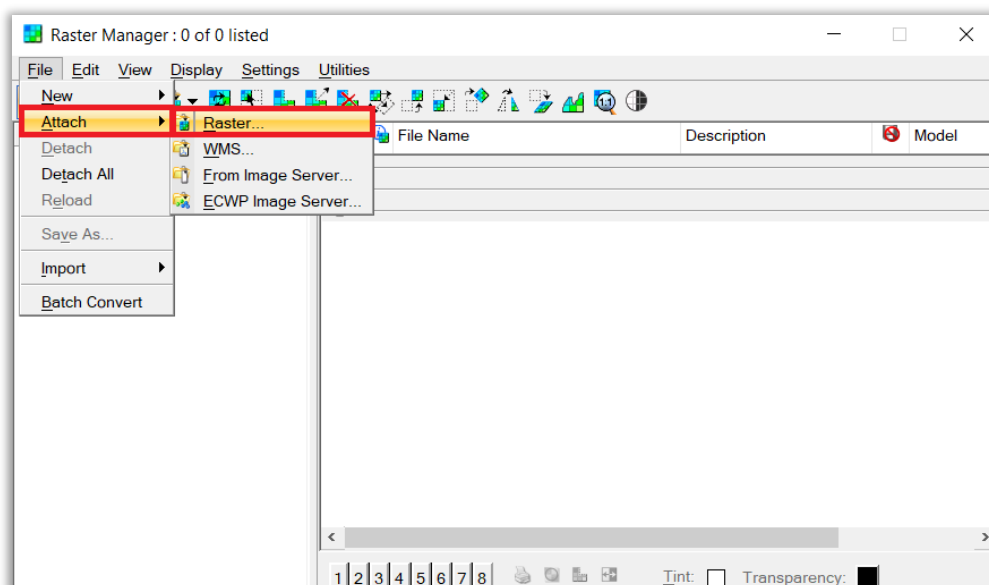 Raster Manager : 0 of 0 listed
File Edit View Display Settings Utilities
New
Attach
Detach
Detach All
Reload
Save As...
Import
Batch Convert
Raster...
WMS...
From Image Server...
ECWP Image Server...
File Name Description Model
1 2 3 4 5 6 7 8 Tint: Transparency: